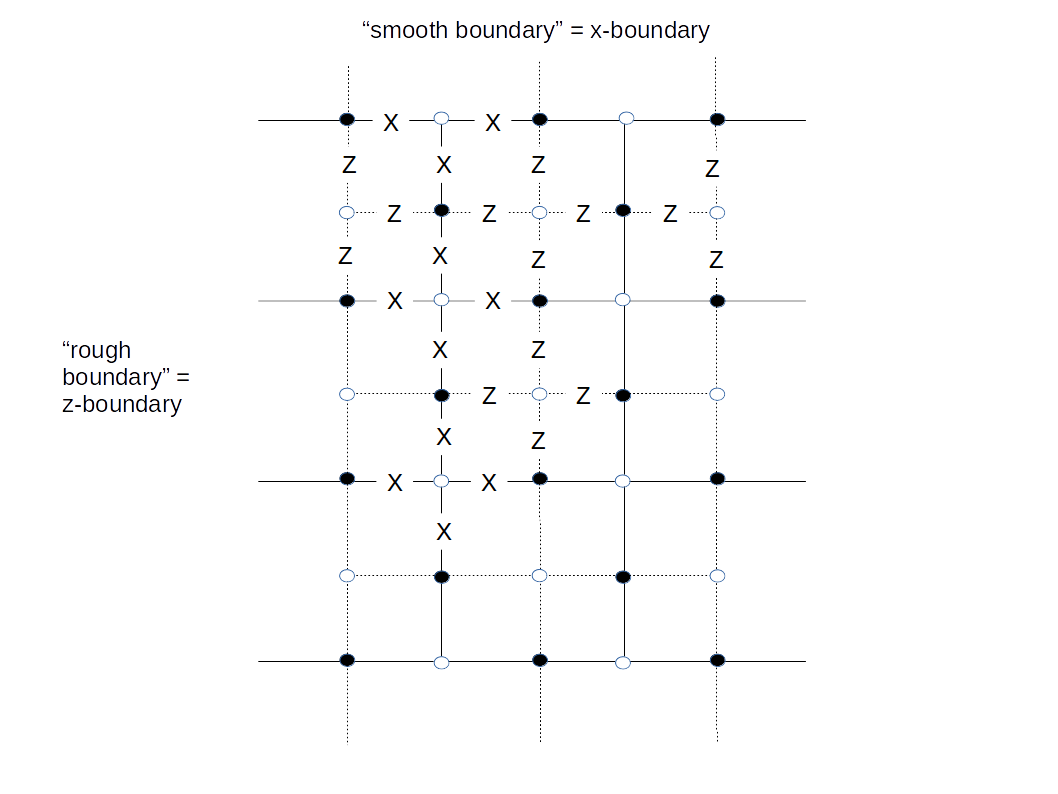 “smooth boundary” = x-boundary
X X
Z X Z Z
Z Z Z Z
Z X Z Z
X X
“rough
boundary” =
z-boundary
X Z
Z Z
X Z
X X
X